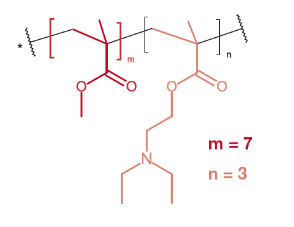 *
m
n
O O O O
N
m = 7
n = 3